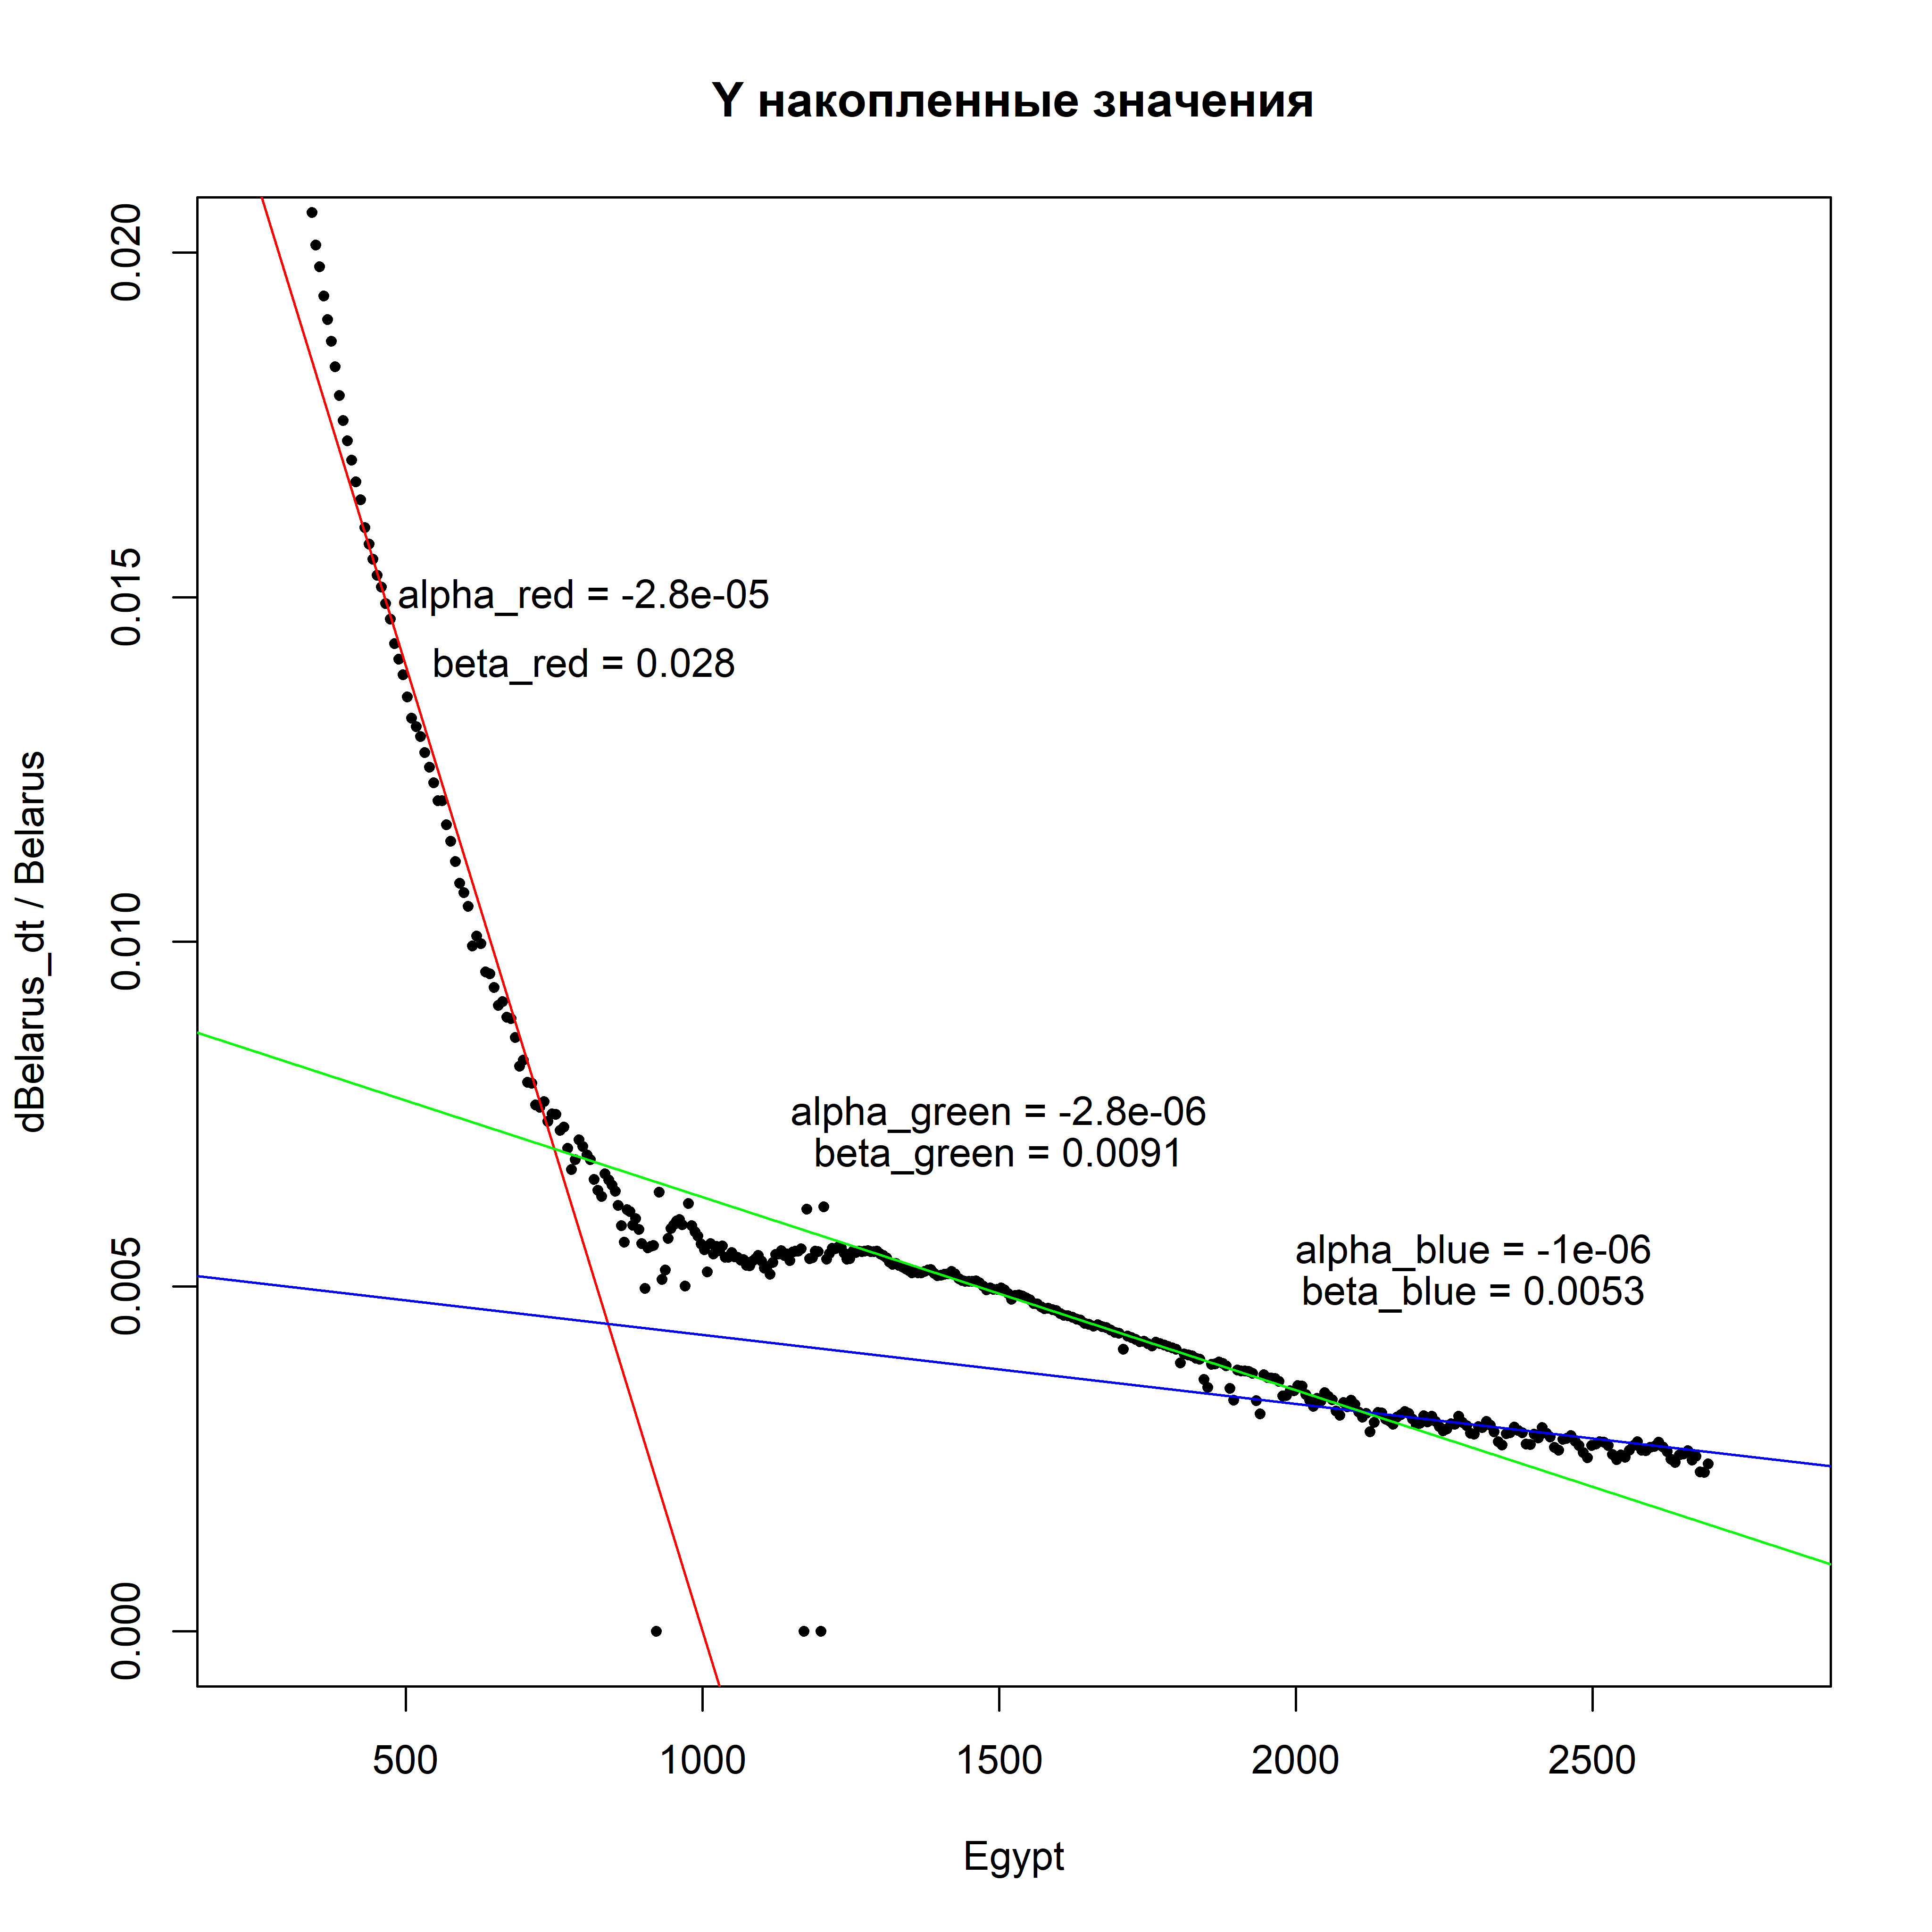 Y накопленные значения
0.020
0.015
0.010
0.005
0.000
dBelarus_dt / Belarus
alpha_red = -2.8e-05
beta_red = 0.028
alpha_green = -2.8e-06
beta_green = 0.0091
alpha_blue = -1e-06
beta_blue = 0.0053
500 1000 1500 2000 2500
Egypt